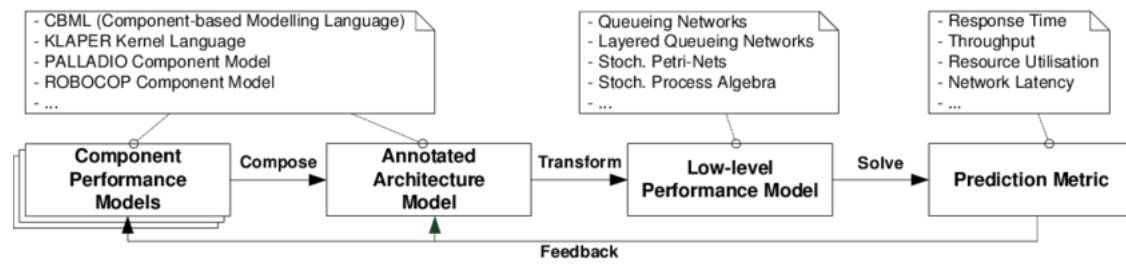 - CBML (Component-based Modelling Language)
- KLAPER Kernel Language
- PALLADIO Component Model
- ROBOCOP Component Model
- ...
- Queueing Networks
- Layered Queueing Networks
- Stoch. Petri-Nets
- Stoch. Process Algebra
- ...
- Response Time
- Throughput
- Resource Utilisation
- Network Latency
- ...
Component
Performance
Models
Compose
Annotated
Architecture
Model
Transform
Low-level
Performance Model
Solve
Prediction Metric
Feedback